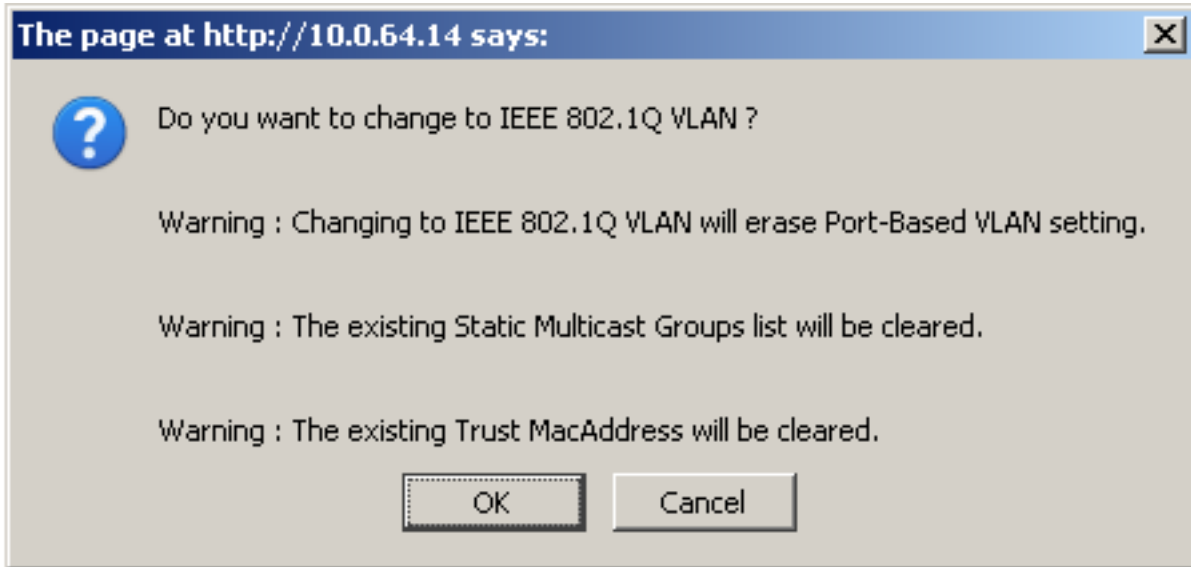 The page at http://10.0.64.14 says:
Do you want to change to IEEE 802.1Q VLAN ?
Warning : Changing to IEEE 802.1Q VLAN will erase Port-Based VLAN setting.
Warning : The existing Static Multicast Groups list will be cleared.
Warning : The existing Trust MacAddress will be cleared.
OK
Cancel